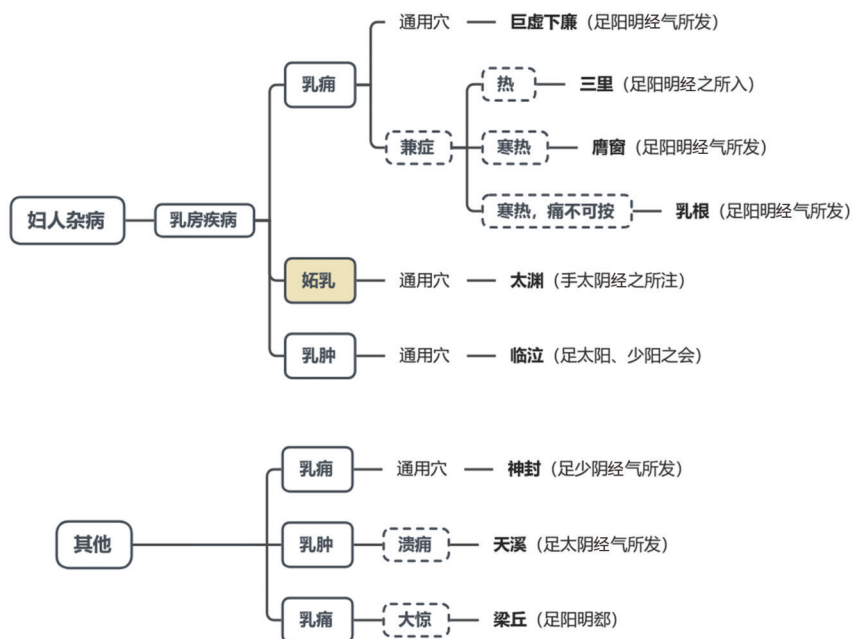 通用穴 巨虚下廉（足阳明经气所发）
乳痈
热 三里（足阳明经之所入）
兼症 寒热 膺窗（足阳明经气所发）
寒热，痛不可按 乳根（足阳明经气所发）
妇人杂病 乳房疾病
妬乳 通用穴 太渊（手太阴经之所注）
乳肿 通用穴 临泣（足太阳、少阳之会）
乳痈 通用穴 神封（足少阴经气所发）
其他 乳肿 溃痈 天溪（足太阴经气所发）
乳痛 大惊 梁丘（足阳明郄）